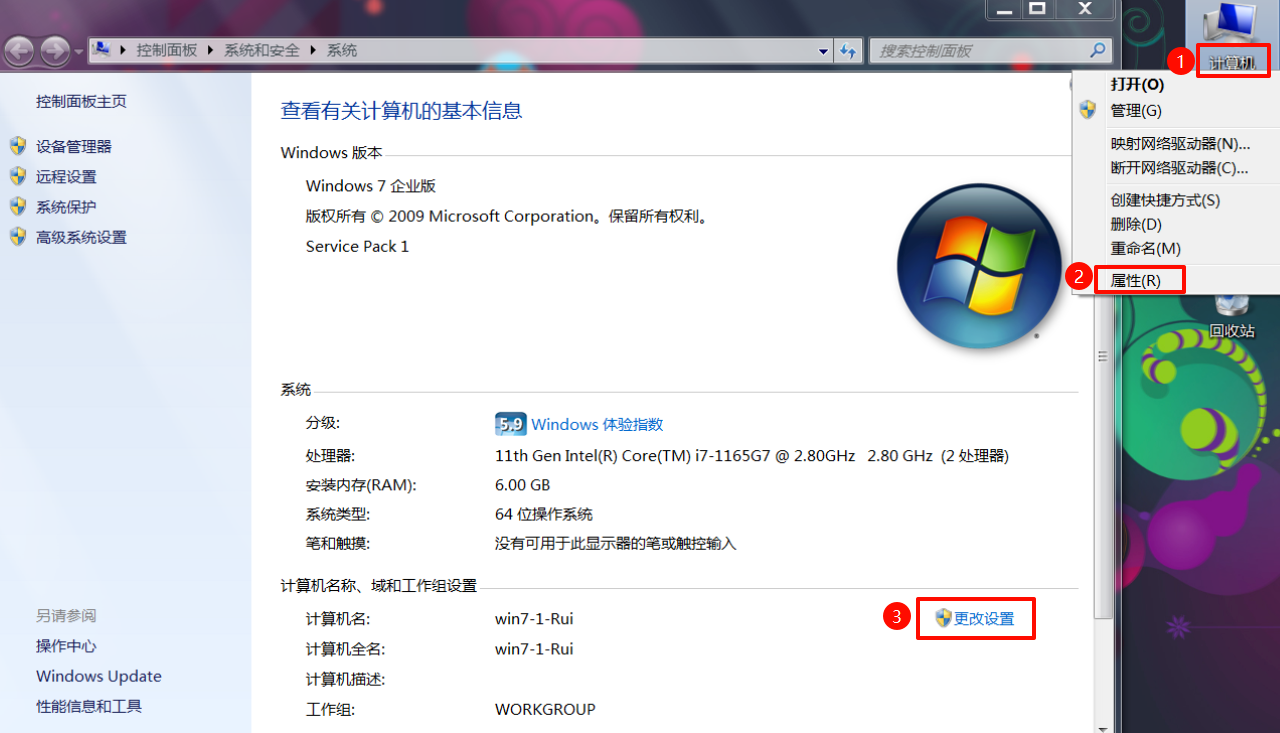 控制面板 系统和安全 系统
搜索控制面板
1 计算机
打开(O)
管理(G)
映射网络驱动器(N)...
断开网络驱动器(C)...
创建快捷方式(S)
删除(D)
重命名(M)
2 属性(R)
回收站
控制面板主页
设备管理器
远程设置
系统保护
高级系统设置
另请参阅
操作中心
Windows Update
性能信息和工具
查看有关计算机的基本信息
Windows 版本
Windows 7 企业版
版权所有 © 2009 Microsoft Corporation。保留所有权利。
Service Pack 1
系统
分级: 5.9 Windows 体验指数
处理器: 11th Gen Intel(R) Core(TM) i7-1165G7 @ 2.80GHz 2.80 GHz (2 处理器)
安装内存(RAM): 6.00 GB
系统类型: 64 位操作系统
笔和触摸: 没有可用于此显示器的笔或触控输入
计算机名称、域和工作组设置
计算机名: win7-1-Rui 3 更改设置
计算机全名: win7-1-Rui
计算机描述:
工作组: WORKGROUP